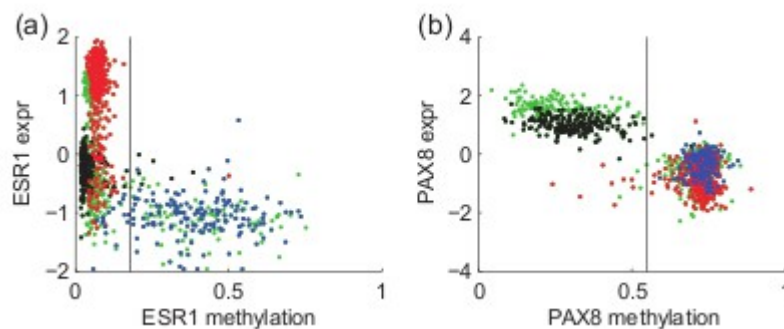 (a)
2
1
0
−1
−2
ESR1 expr
0
0.5
1
ESR1 methylation
(b)
4
2
0
−2
−4
PAX8 expr
0
0.5
1
PAX8 methylation